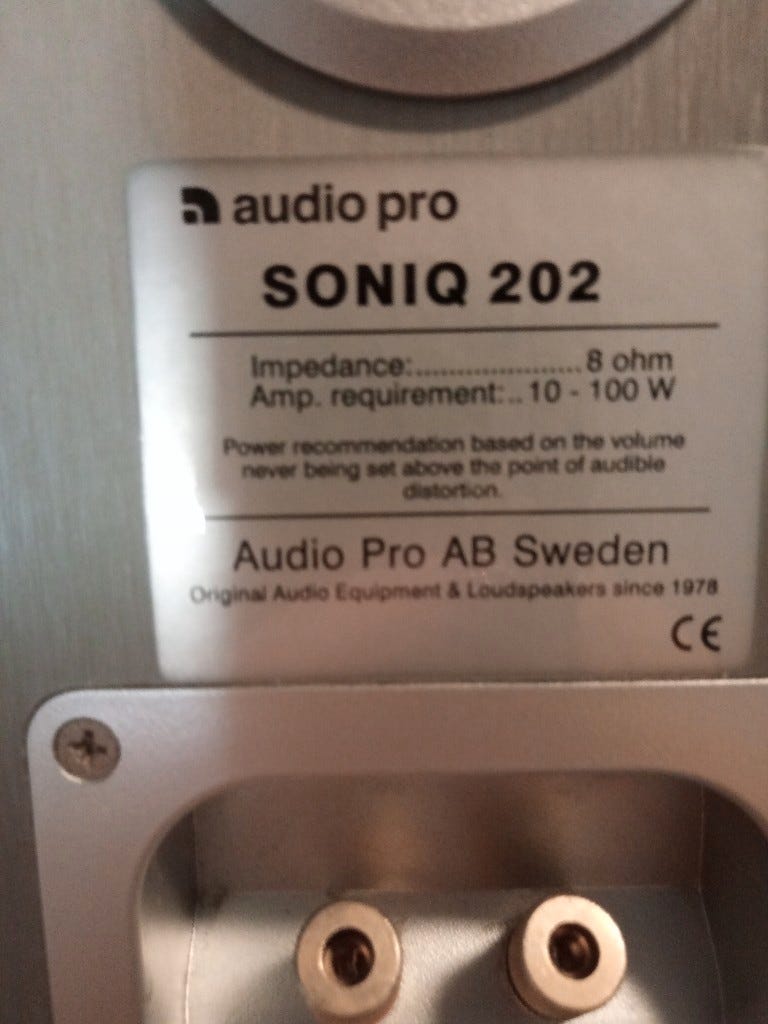 audio pro
SONIQ 202
Impedance:.....................8 ohm
Amp. requirement:..10 - 100 W
Power recommendation based on the volume
never being set above the point of audible
distortion.
Audio Pro AB Sweden
Original Audio Equipment & Loudspeakers since 1978
CE